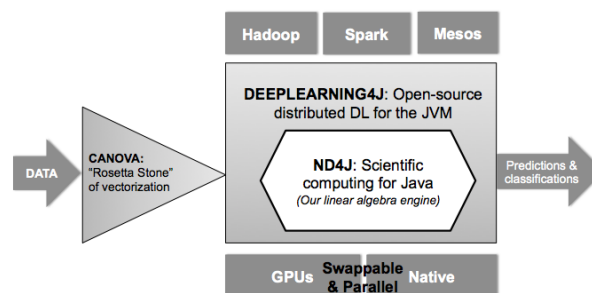 Hadoop
Spark
Mesos
DEEPLEARNING4J: Open-source
distributed DL for the JVM
DATA
CANOVA:
"Rosetta Stone"
of vectorization
ND4J: Scientific
computing for Java
(Our linear algebra engine)
Predictions &
classifications
GPUs
Swappable
& Parallel
Native